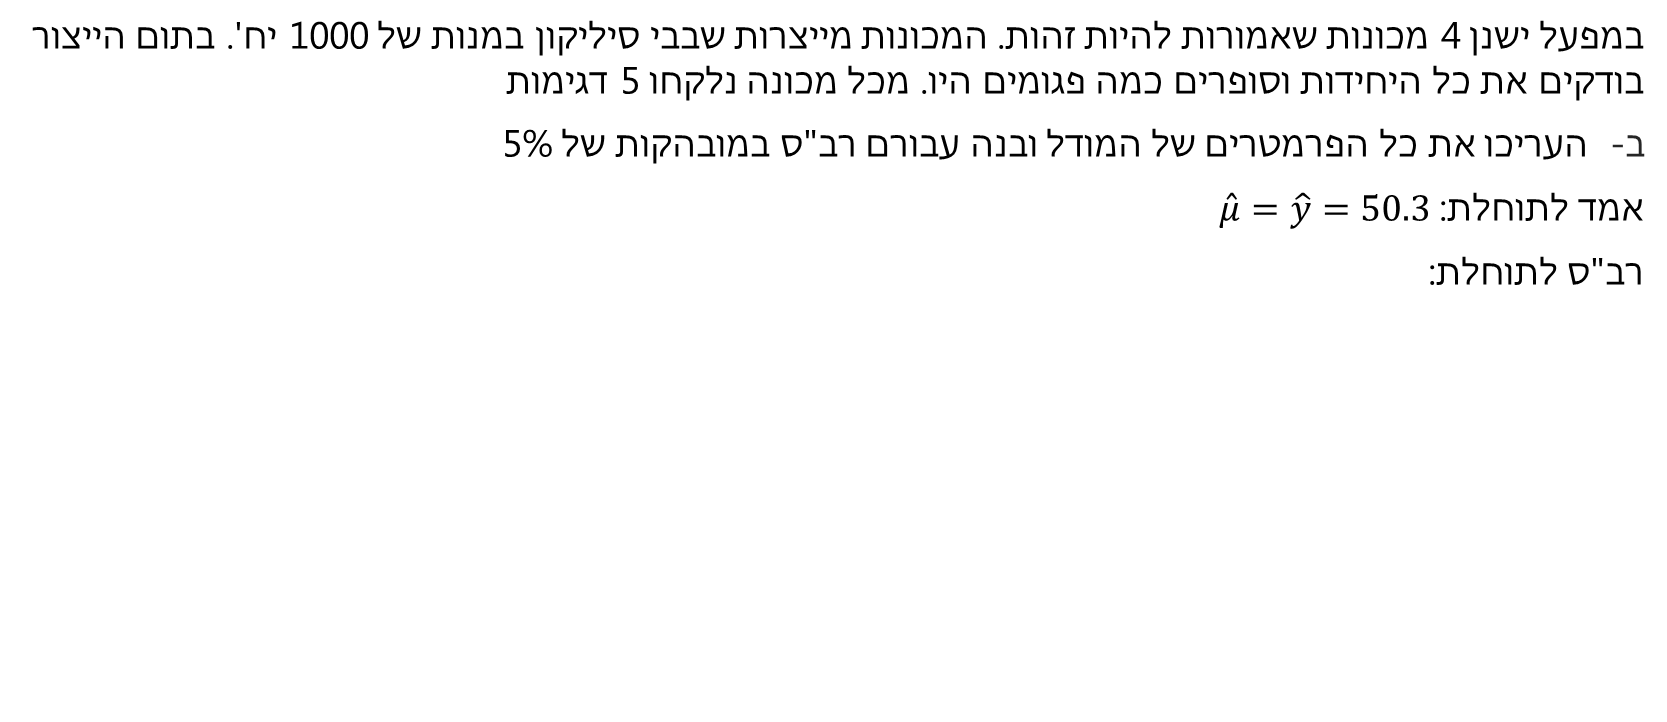 במפעל ישנן 4 מכונות שאמורות להיות זהות. המכונות מייצרות שבבי סיליקון במנות של 1000 יח'. בתום הייצור
בודקים את כל היחידות וסופרים כמה פגומים היו. מכל מכונה נלקחו 5 דגימות
ב- העריכו את כל הפרמטרים של המודל ובנה עבורם רב"ס במובהקות של 5%
אמד לתוחלת: μ̂ = ŷ = 50.3
רב"ס לתוחלת: